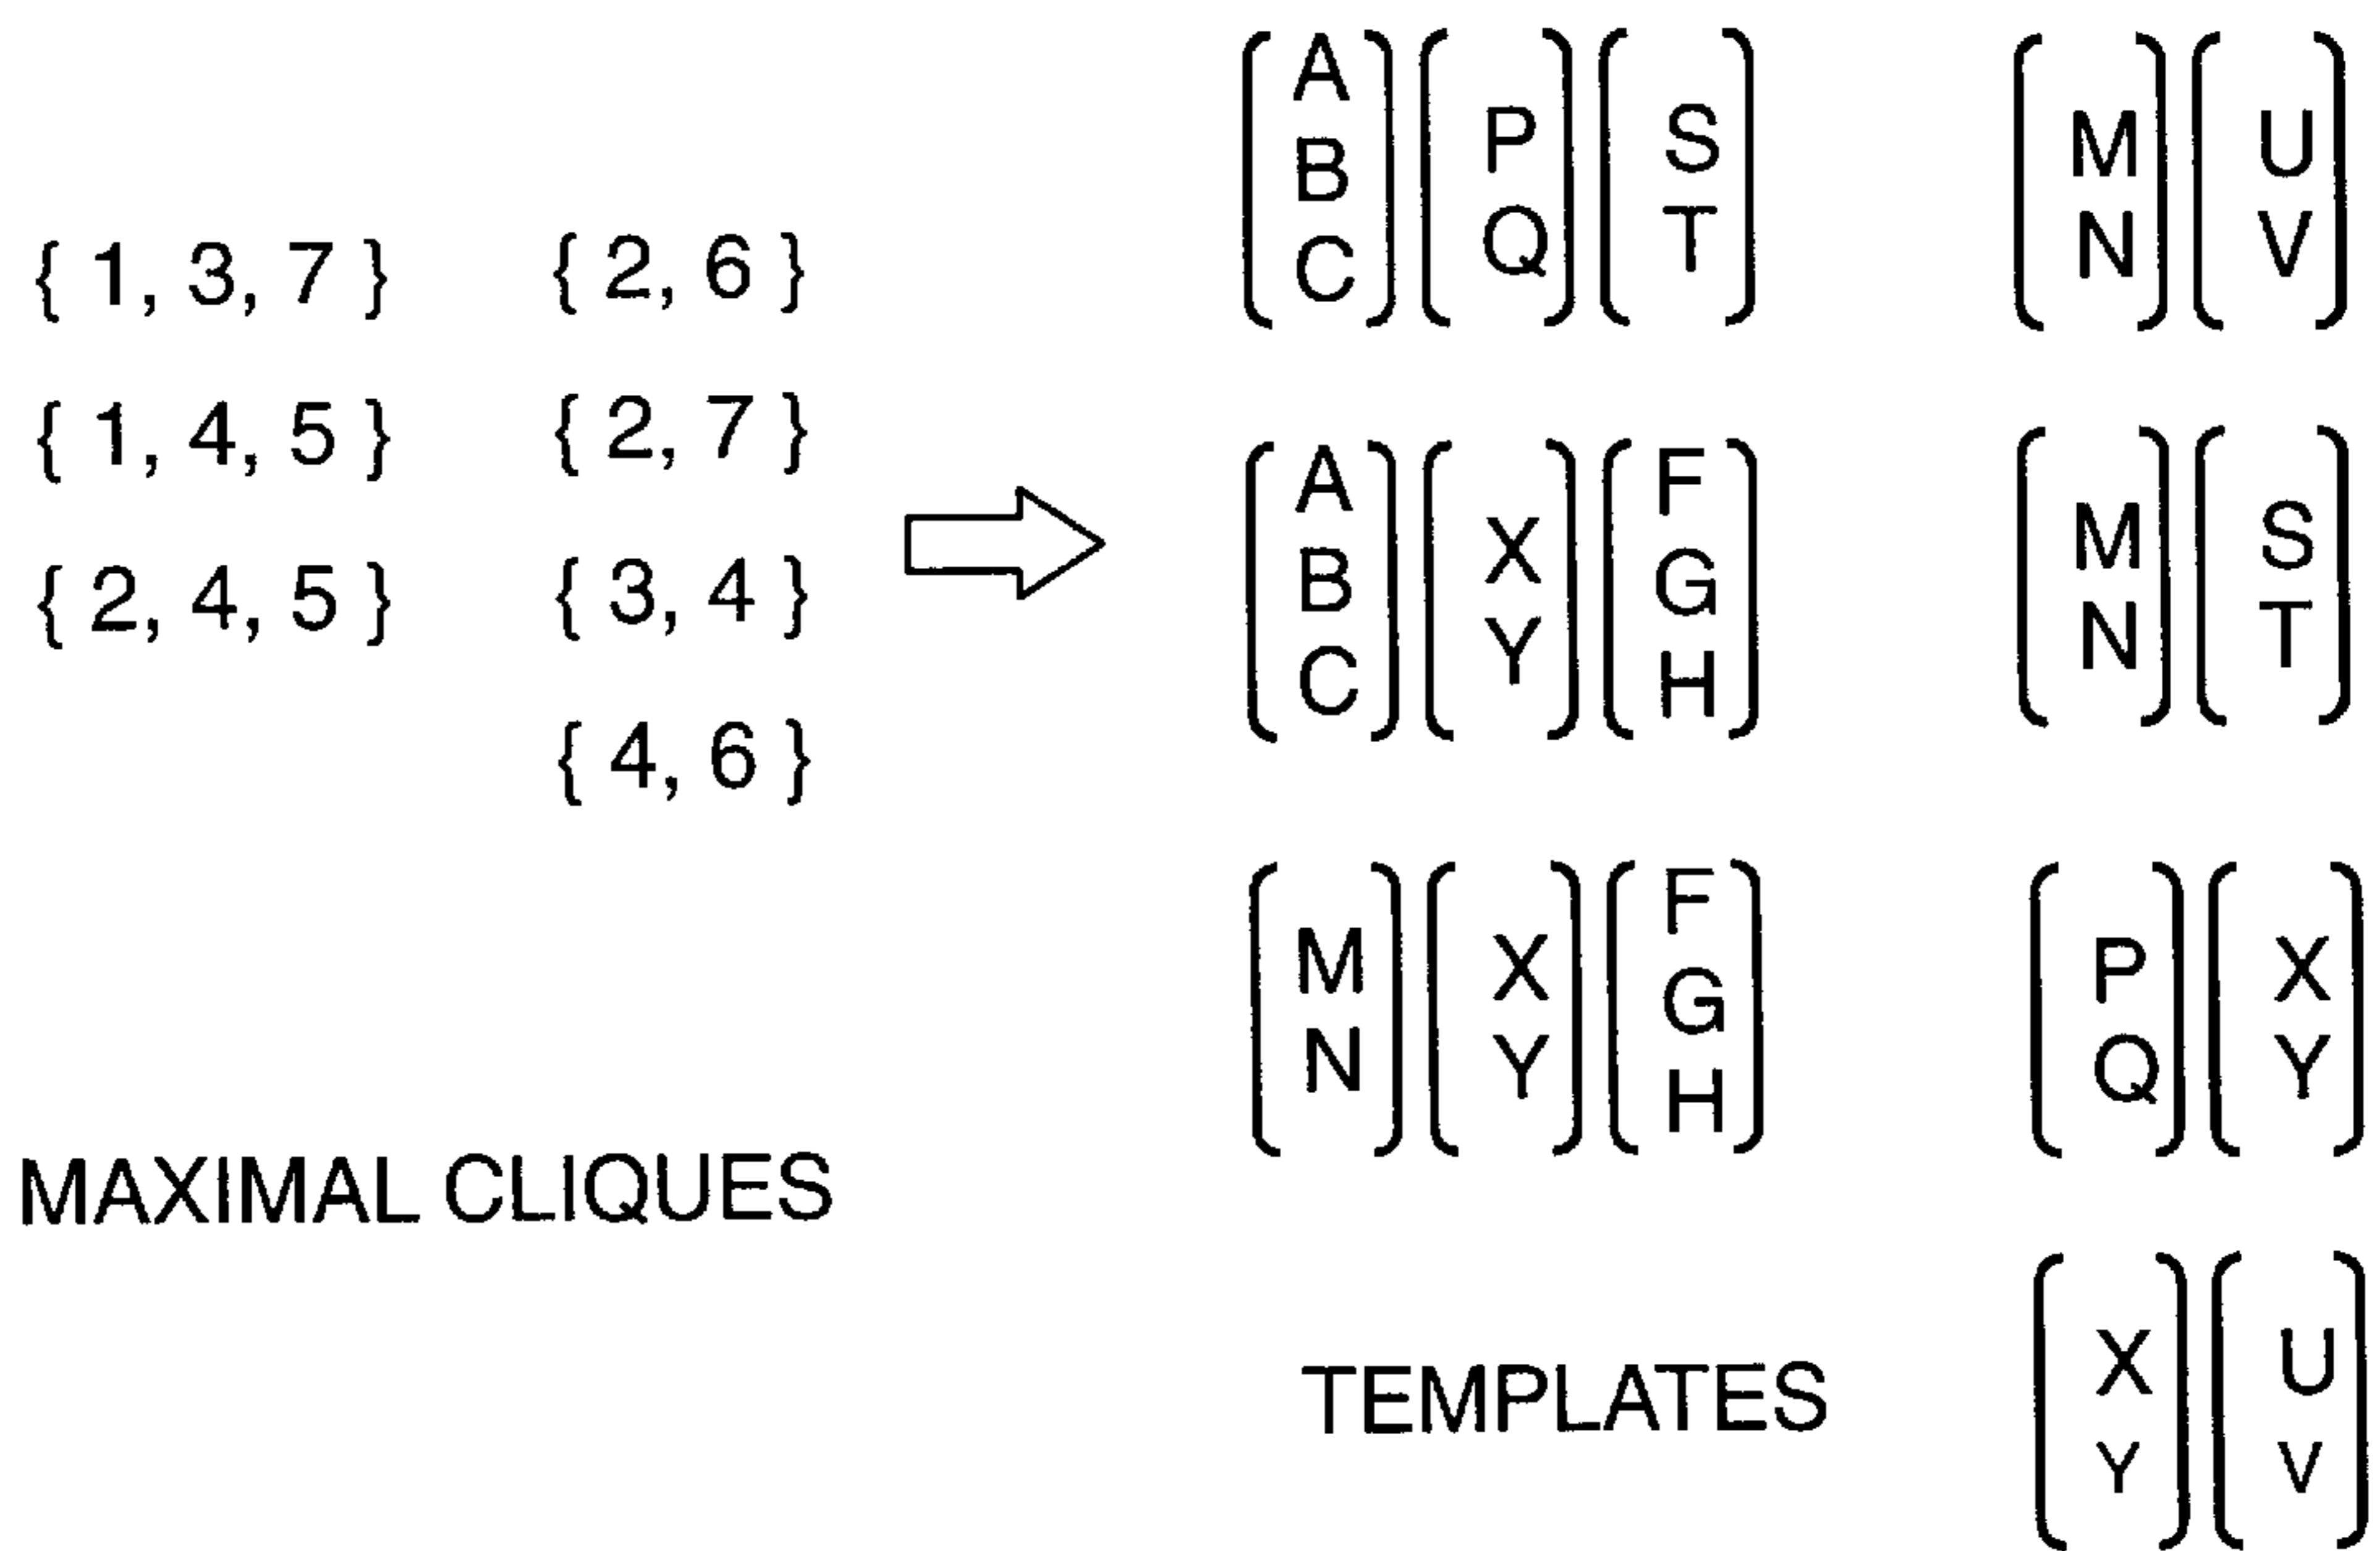 { 1, 3, 7 } { 2, 6 }
{ 1, 4, 5 } { 2, 7 }
{ 2, 4, 5 } { 3, 4 }
{ 4, 6 }
MAXIMAL CLIQUES
A
B P S M U
C Q T N V
A F
B X G M S
C Y H N T
F
M X G P X
N Y H Q Y
X U
Y V
TEMPLATES